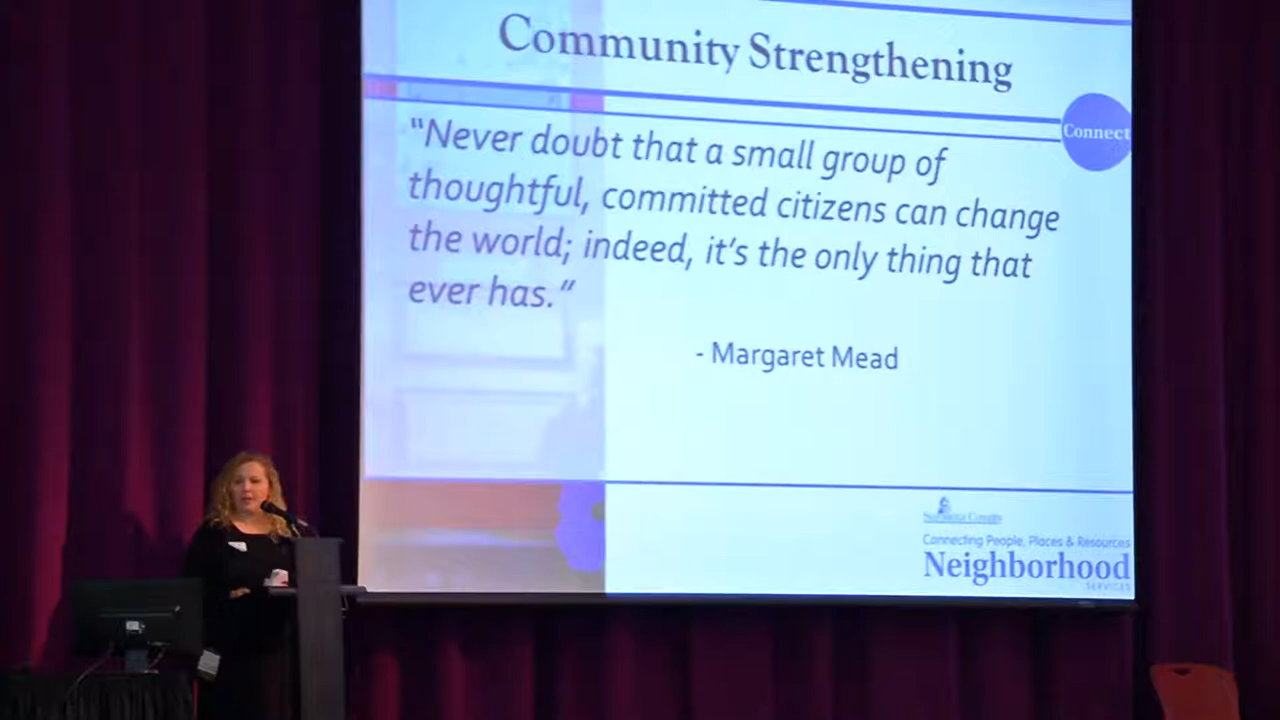 Community Strengthening
Connect
"Never doubt that a small group of
thoughtful, committed citizens can change
the world; indeed, it's the only thing that
ever has."
- Margaret Mead
Connecting People, Places & Resources
Neighborhood
SERVICES